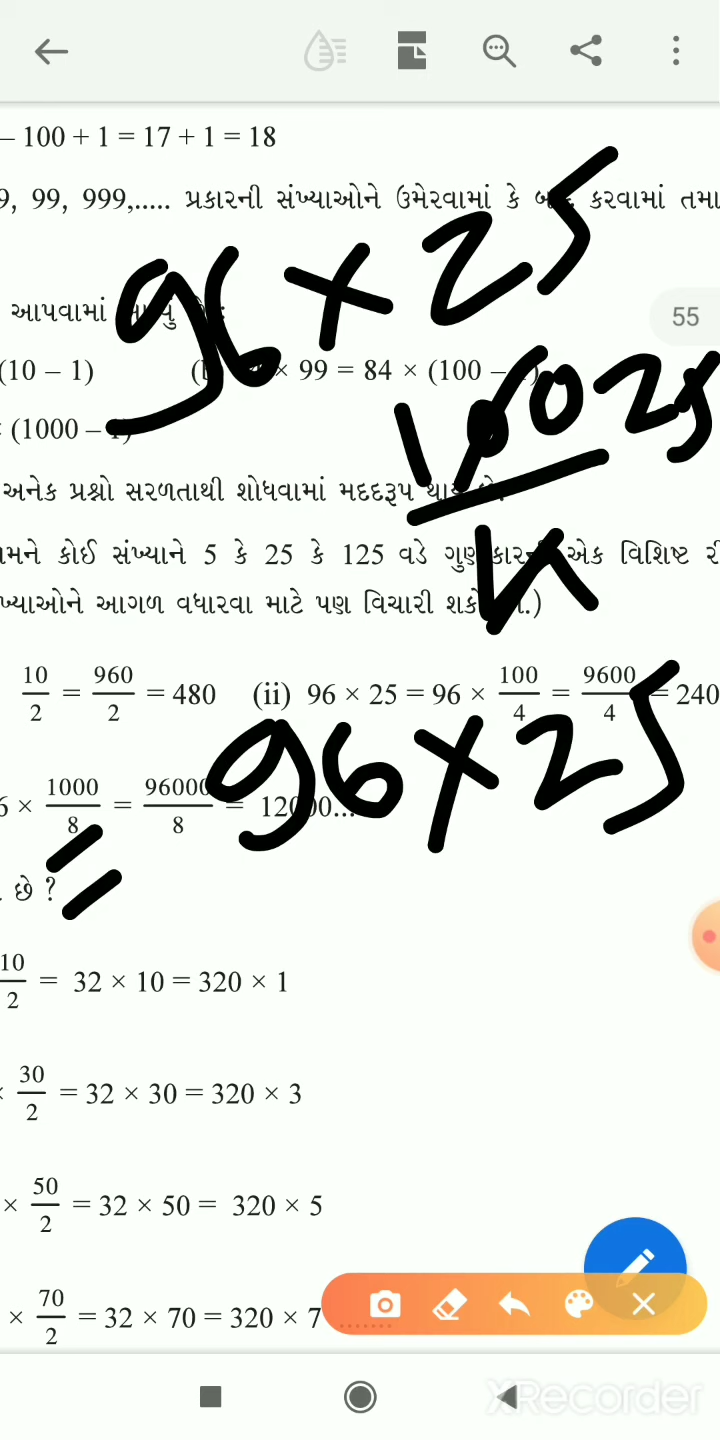 – 100 + 1 = 17 + 1 = 18
9, 99, 999,..... પ્રકારની સંખ્યાઓને ઉમેરવામાં કે કરવામાં તમા
96 × 25
આપવામાં
55
(10 – 1) × 99 = 84 × (100 –
100 25
(1000 –
અનેક પ્રશ્નો સરળતાથી શોધવામાં મદદરૂપ
મને કોઈ સંખ્યાને 5 કે 25 કે 125 વડે એક વિશિષ્ટ રી
4
ખ્યાઓને આગળ વધારવા માટે પણ વિચારી
10/2 = 960/2 = 480 (ii) 96 × 25 = 96 × 100/4 = 9600/4 = 240
96 × 25
6 × 1000/8 = 96000/8 = 12000...
=
છે ?
10/2 = 32 × 10 = 320 × 1
× 30/2 = 32 × 30 = 320 × 3
× 50/2 = 32 × 50 = 320 × 5
× 70/2 = 32 × 70 = 320 × 7 .......
XRecorder